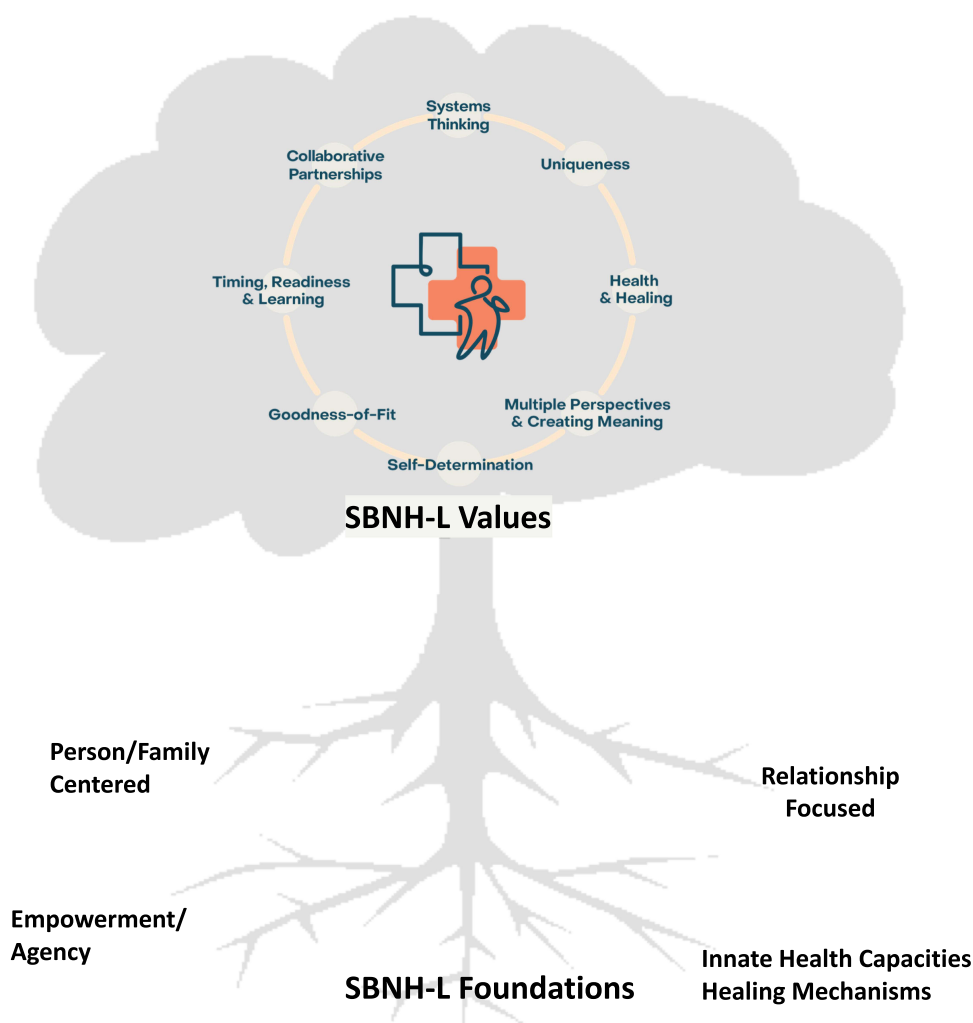 Systems
Thinking
Collaborative
Partnerships
Uniqueness
Timing, Readiness
& Learning
Health
& Healing
Goodness-of-Fit
Multiple Perspectives
& Creating Meaning
Self-Determination
SBNH-L Values
Person/Family
Centered
Relationship
Focused
Empowerment/
Agency
Innate Health Capacities
Healing Mechanisms
SBNH-L Foundations